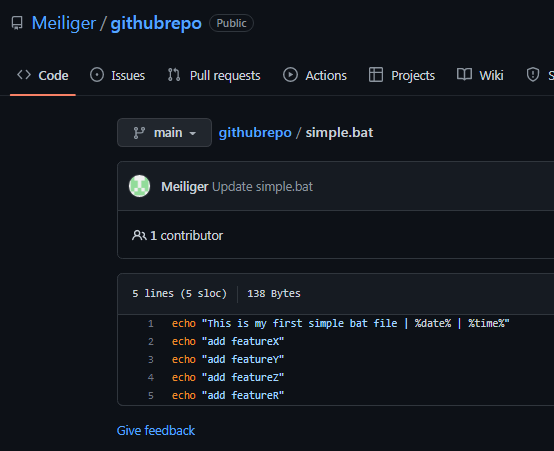 Meiliger / githubrepo Public
Code Issues Pull requests Actions Projects Wiki S
main githubrepo / simple.bat
Meiliger Update simple.bat
1 contributor
5 lines (5 sloc) 138 Bytes
1 echo "This is my first simple bat file | %date% | %time%"
2 echo "add featureX"
3 echo "add featureY"
4 echo "add featureZ"
5 echo "add featureR"
Give feedback